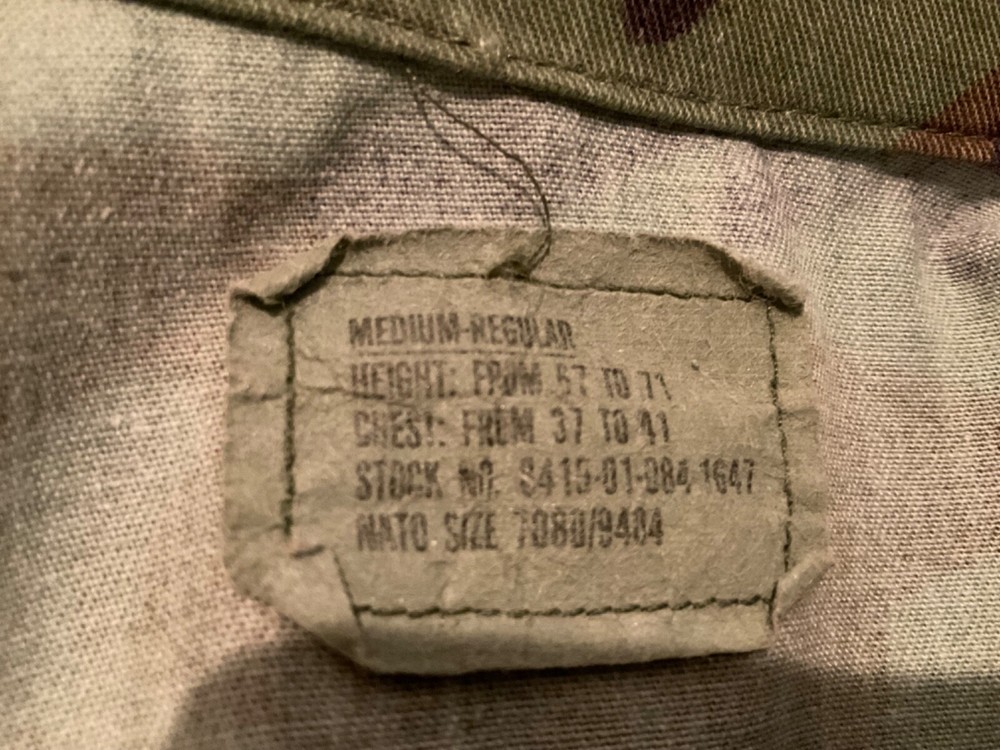 MEDIUM-REGULAR
HEIGHT: FROM 67 TO 71
CHEST: FROM 37 TO 41
STOCK NO. 8415-01-084-1647
NATO SIZE 7080/9404